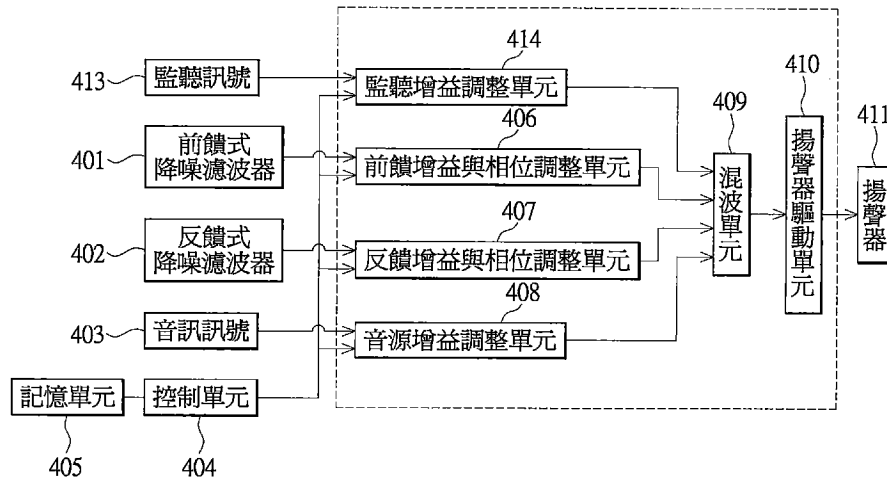 414
413
監聽訊號
監聽增益調整單元
410
406
409
411
401
前饋式
降噪濾波器
前饋增益與相位調整單元
混波單元
揚聲器驅動單元
揚聲器
407
402
反饋式
降噪濾波器
反饋增益與相位調整單元
408
403
音訊訊號
音源增益調整單元
記憶單元
控制單元
405
404